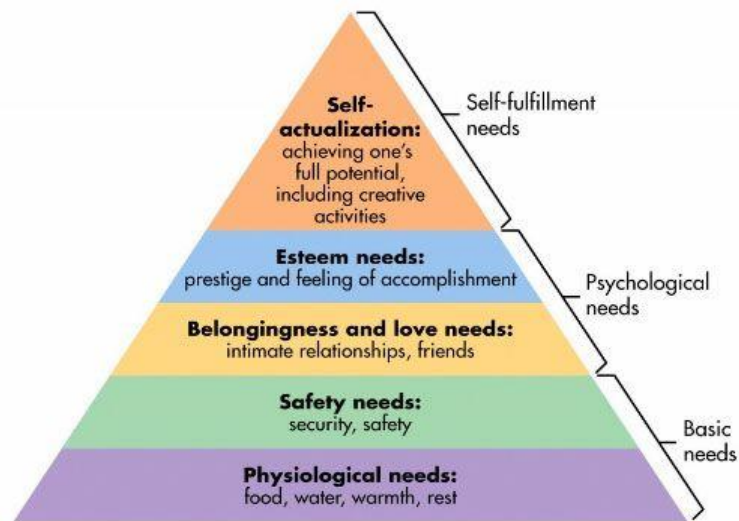 Self-
actualization:
achieving one's
full potential,
including creative
activities
Self-fulfillment
needs
Esteem needs:
prestige and feeling of accomplishment
Psychological
needs
Belongingness and love needs:
intimate relationships, friends
Safety needs:
security, safety
Basic
needs
Physiological needs:
food, water, warmth, rest